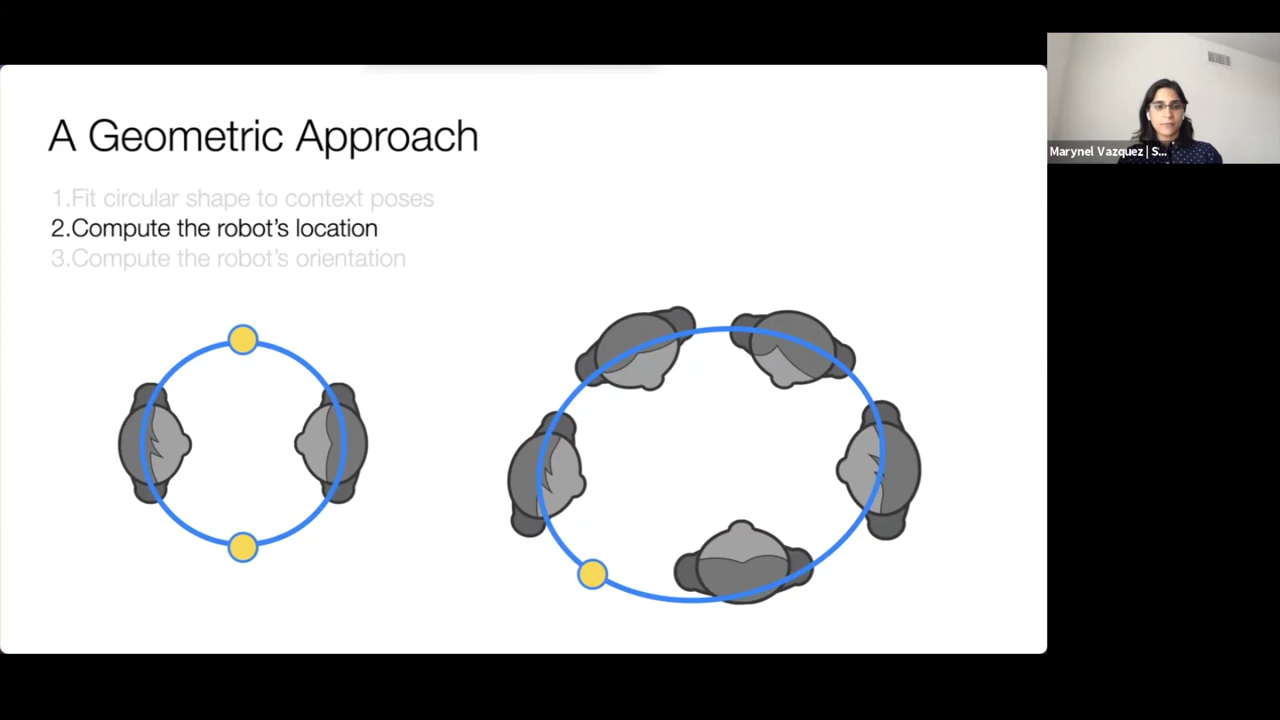 A Geometric Approach
1.Fit circular shape to context poses
2.Compute the robot's location
3.Compute the robot's orientation
Marynel Vazquez | S...